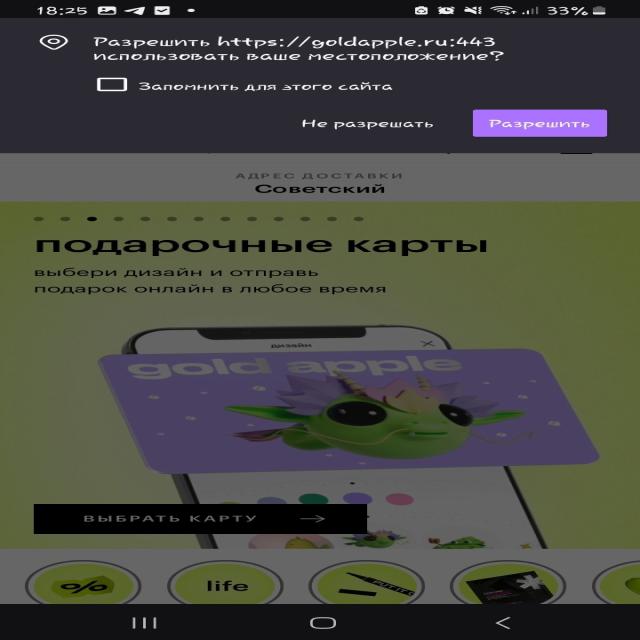 18:25
33%
Разрешить https://goldapple.ru:443
использовать ваше местоположение?
Запомнить для этого сайта
Не разрешать
Разрешить
АДРЕС ДОСТАВКИ
Советский
подарочные карты
выбери дизайн и отправь
подарок онлайн в любое время
дизайн
gold apple
ВЫБРАТЬ КАРТУ
%
life